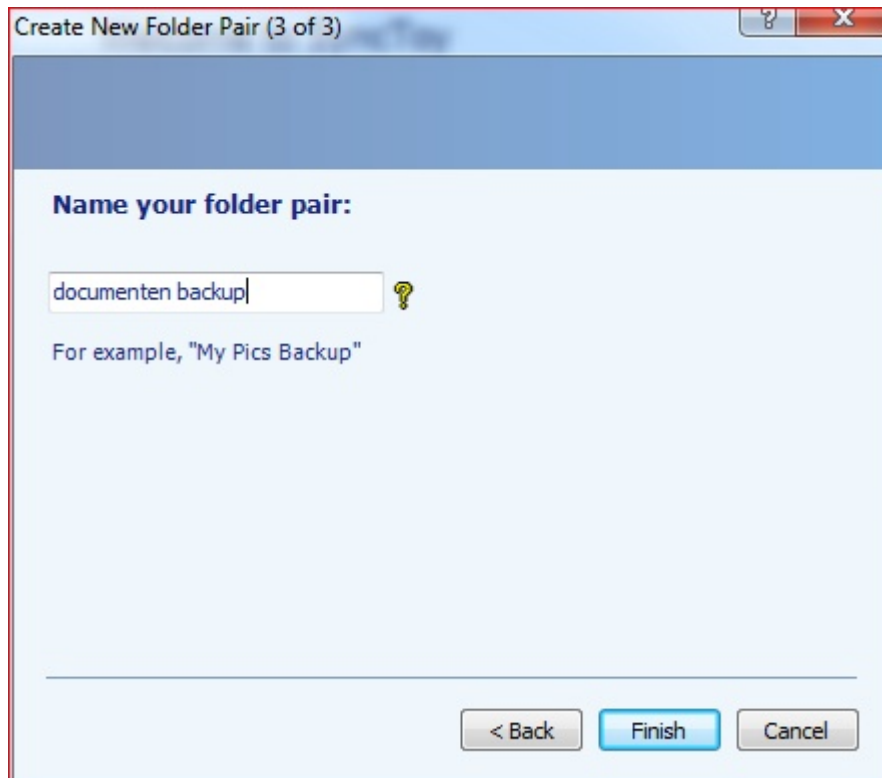 Create New Folder Pair (3 of 3)
Name your folder pair:
documenten backup
For example, "My Pics Backup"
< Back
Finish
Cancel